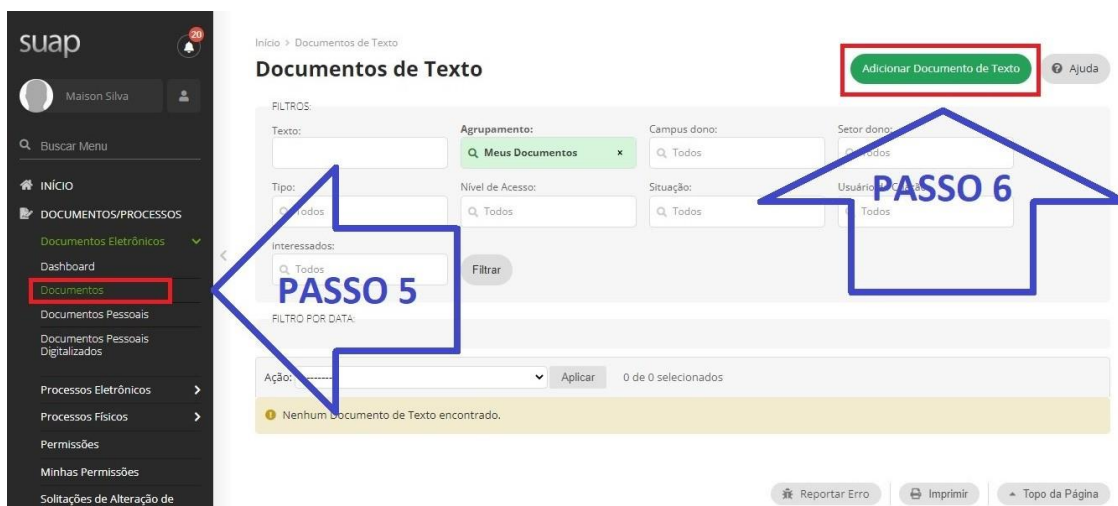 suap
20
Maison Silva
Buscar Menu
INÍCIO
DOCUMENTOS/PROCESSOS
Documentos Eletrônicos
Dashboard
Documentos
Documentos Pessoais
Documentos Pessoais
Digitalizados
Processos Eletrônicos
Processos Físicos
Permissões
Minhas Permissões
Solitações de Alteração de
Início > Documentos de Texto
Documentos de Texto
Adicionar Documento de Texto
Ajuda
FILTROS:
Texto:
Agrupamento:
Campus dono:
Setor dono:
Meus Documentos x
Todos
Todos
Tipo:
Nível de Acesso:
Situação:
Usuário de Criação:
Todos
Todos
Todos
Todos
PASSO 6
Interessados:
Todos
Filtrar
PASSO 5
FILTRO POR DATA:
Ação:
Aplicar
0 de 0 selecionados
Nenhum Documento de Texto encontrado.
Reportar Erro
Imprimir
Topo da Página